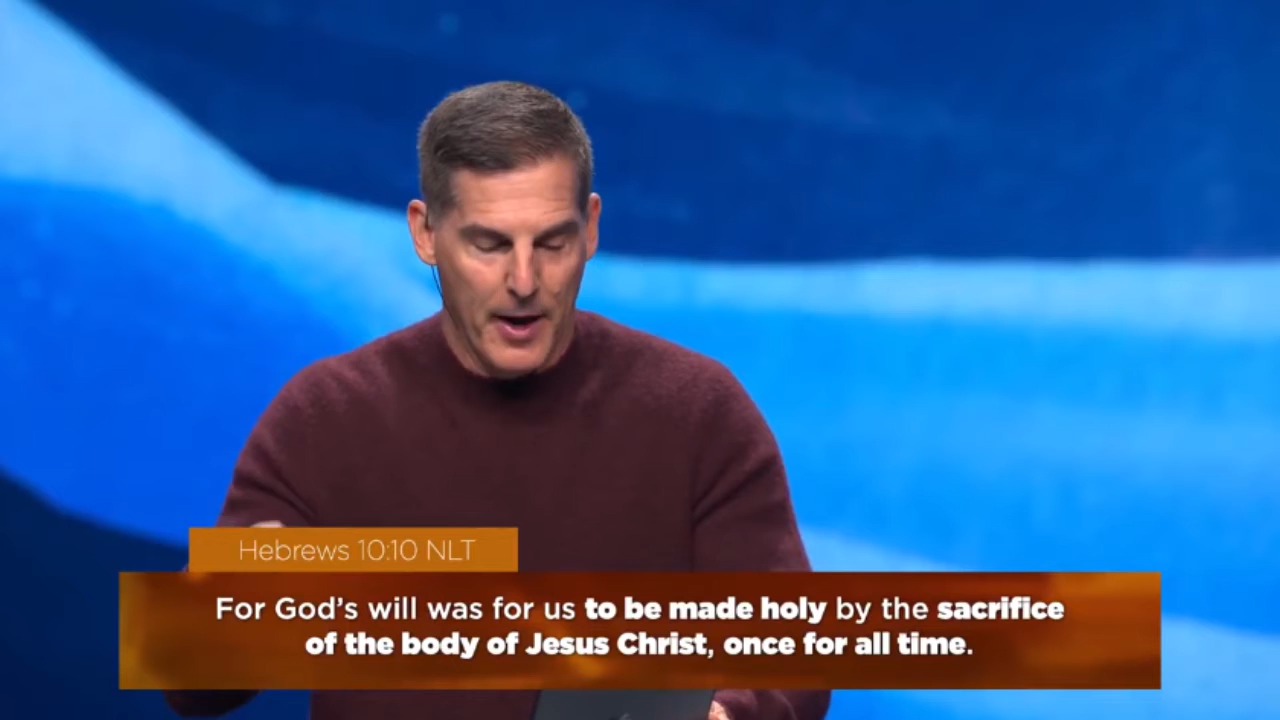 Hebrews 10:10 NLT
For God's will was for us to be made holy by the sacrifice
of the body of Jesus Christ, once for all time.